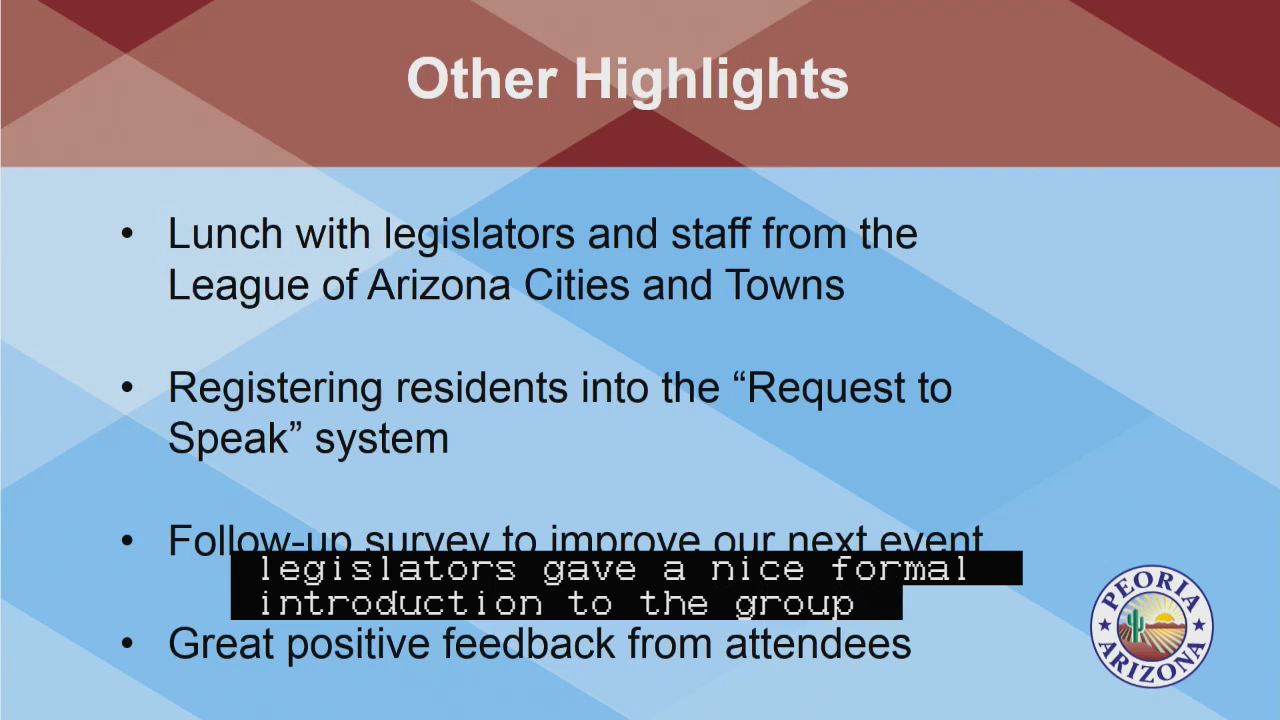 Other Highlights
• Lunch with legislators and staff from the
League of Arizona Cities and Towns
• Registering residents into the “Request to
Speak” system
• Follow-up survey to improve our next event
legislators gave a nice formal
introduction to the group
• Great positive feedback from attendees
PEORIA
ARIZONA